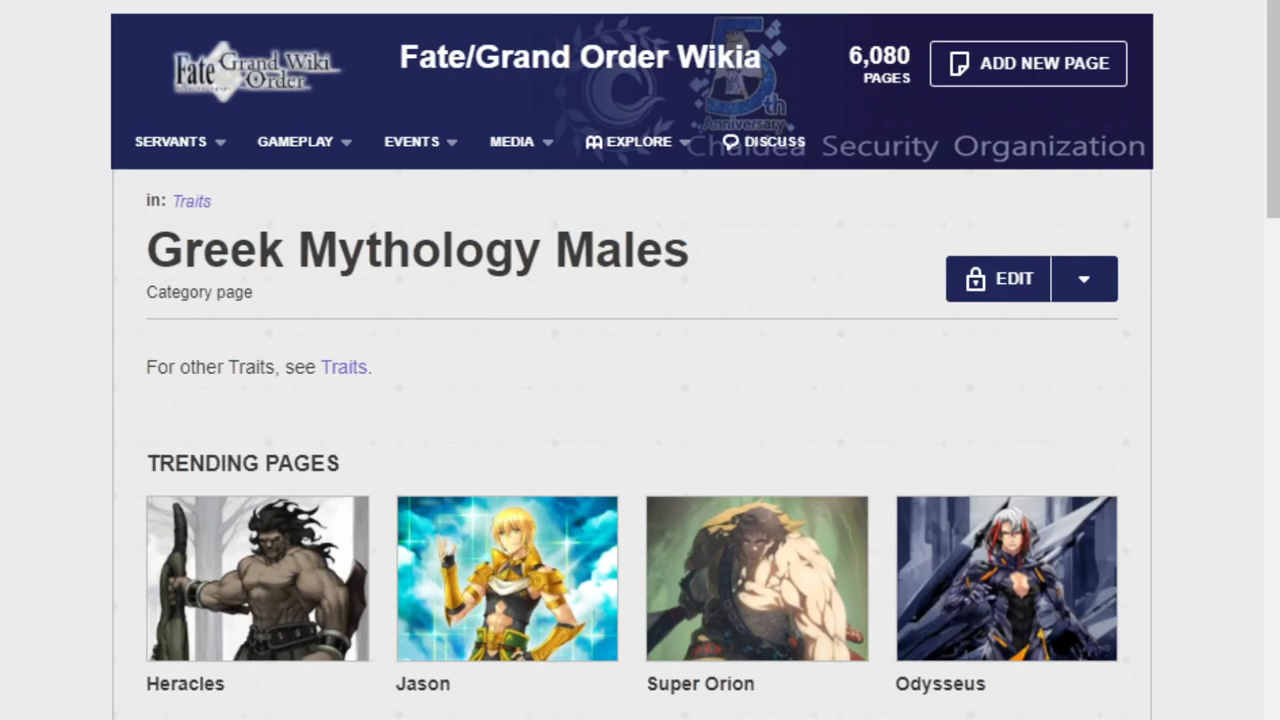 Fate Grand Wiki
Order
Fate/Grand Order Wikia
5th
Anniversary
6,080
PAGES
ADD NEW PAGE
SERVANTS
GAMEPLAY
EVENTS
MEDIA
EXPLORE
DISCUSS
Chaldea Security Organization
in: Traits
Greek Mythology Males
Category page
EDIT
For other Traits, see Traits.
TRENDING PAGES
Heracles
Jason
Super Orion
Odysseus